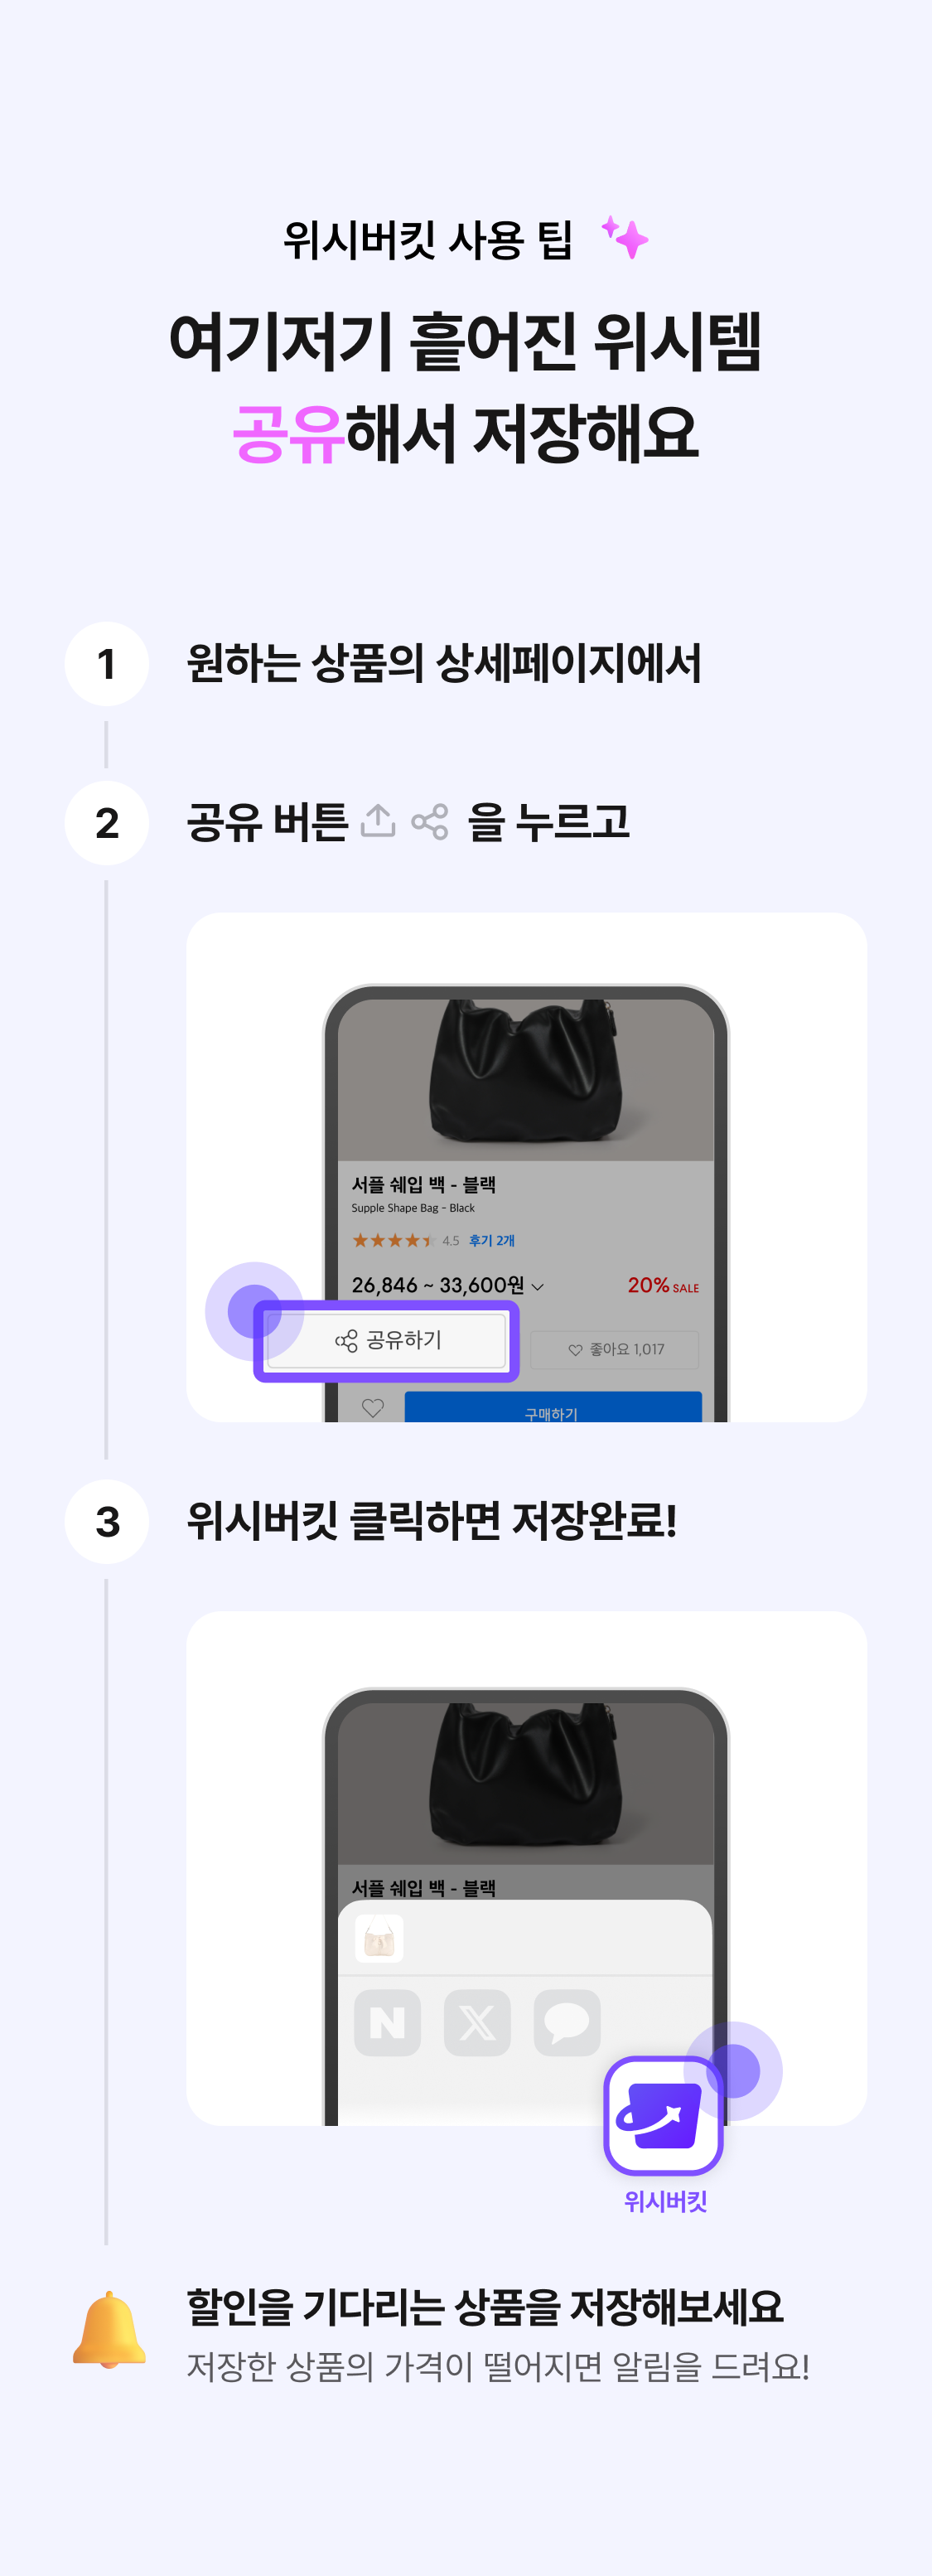 위시버킷 사용 팁
여기저기 흩어진 위시템
공유해서 저장해요
1 원하는 상품의 상세페이지에서
2 공유 버튼 을 누르고
서플 쉐입 백 - 블랙
Supple Shape Bag - Black
4.5 후기 2개
26,846 ~ 33,600원 20% SALE
공유하기 좋아요 1,017
구매하기
3 위시버킷 클릭하면 저장완료!
서플 쉐입 백 - 블랙
N X
위시버킷
할인을 기다리는 상품을 저장해보세요
저장한 상품의 가격이 떨어지면 알림을 드려요!